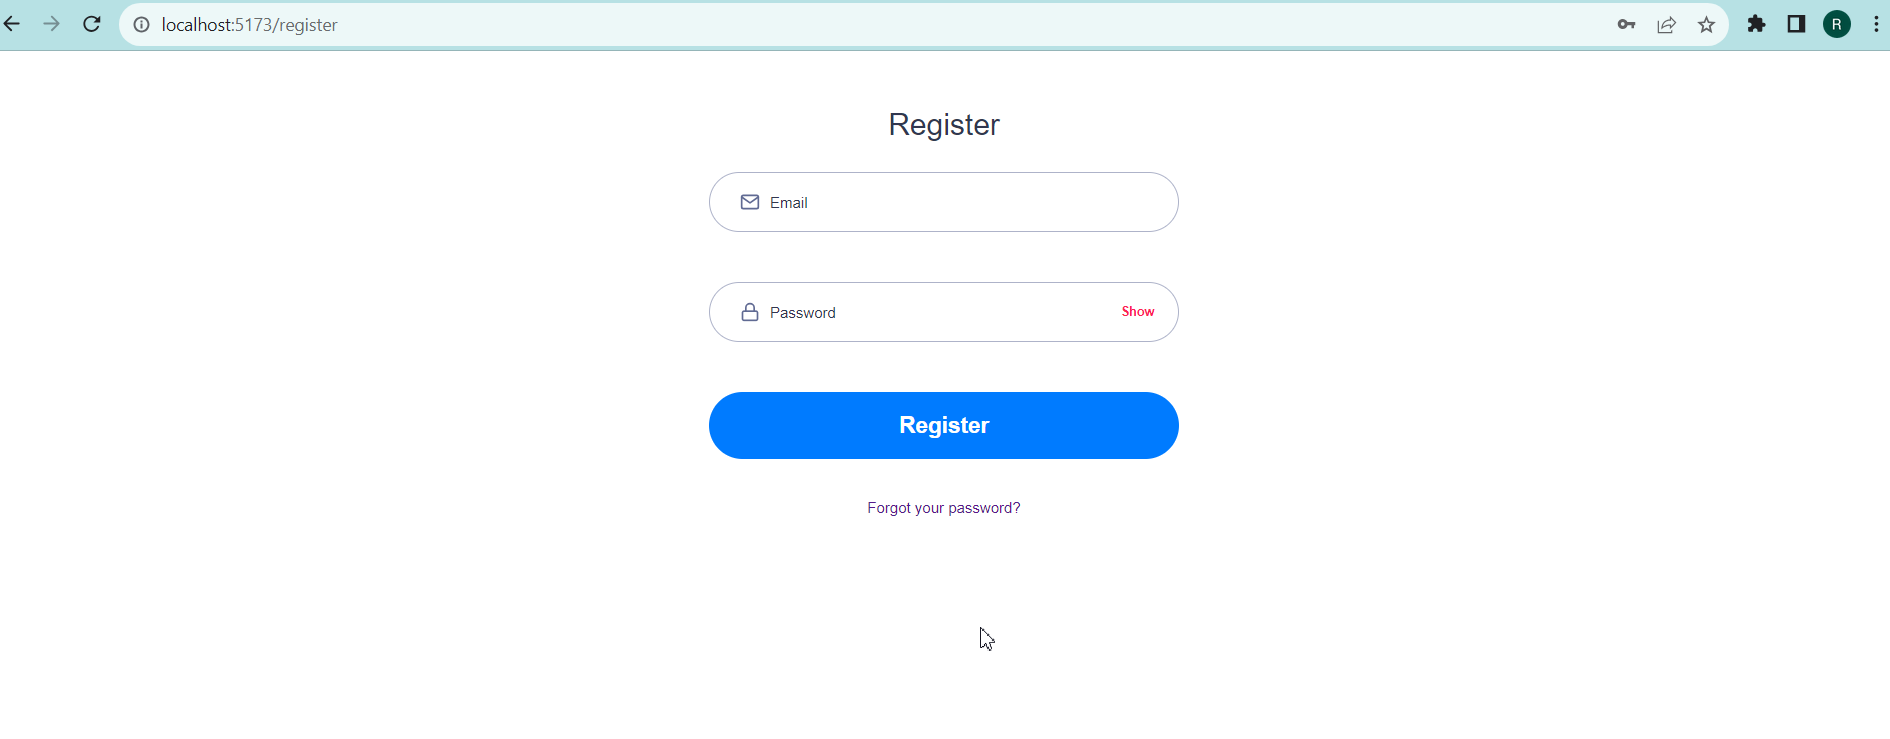 localhost:5173/register
R
Register
Email
Password Show
Register
Forgot your password?